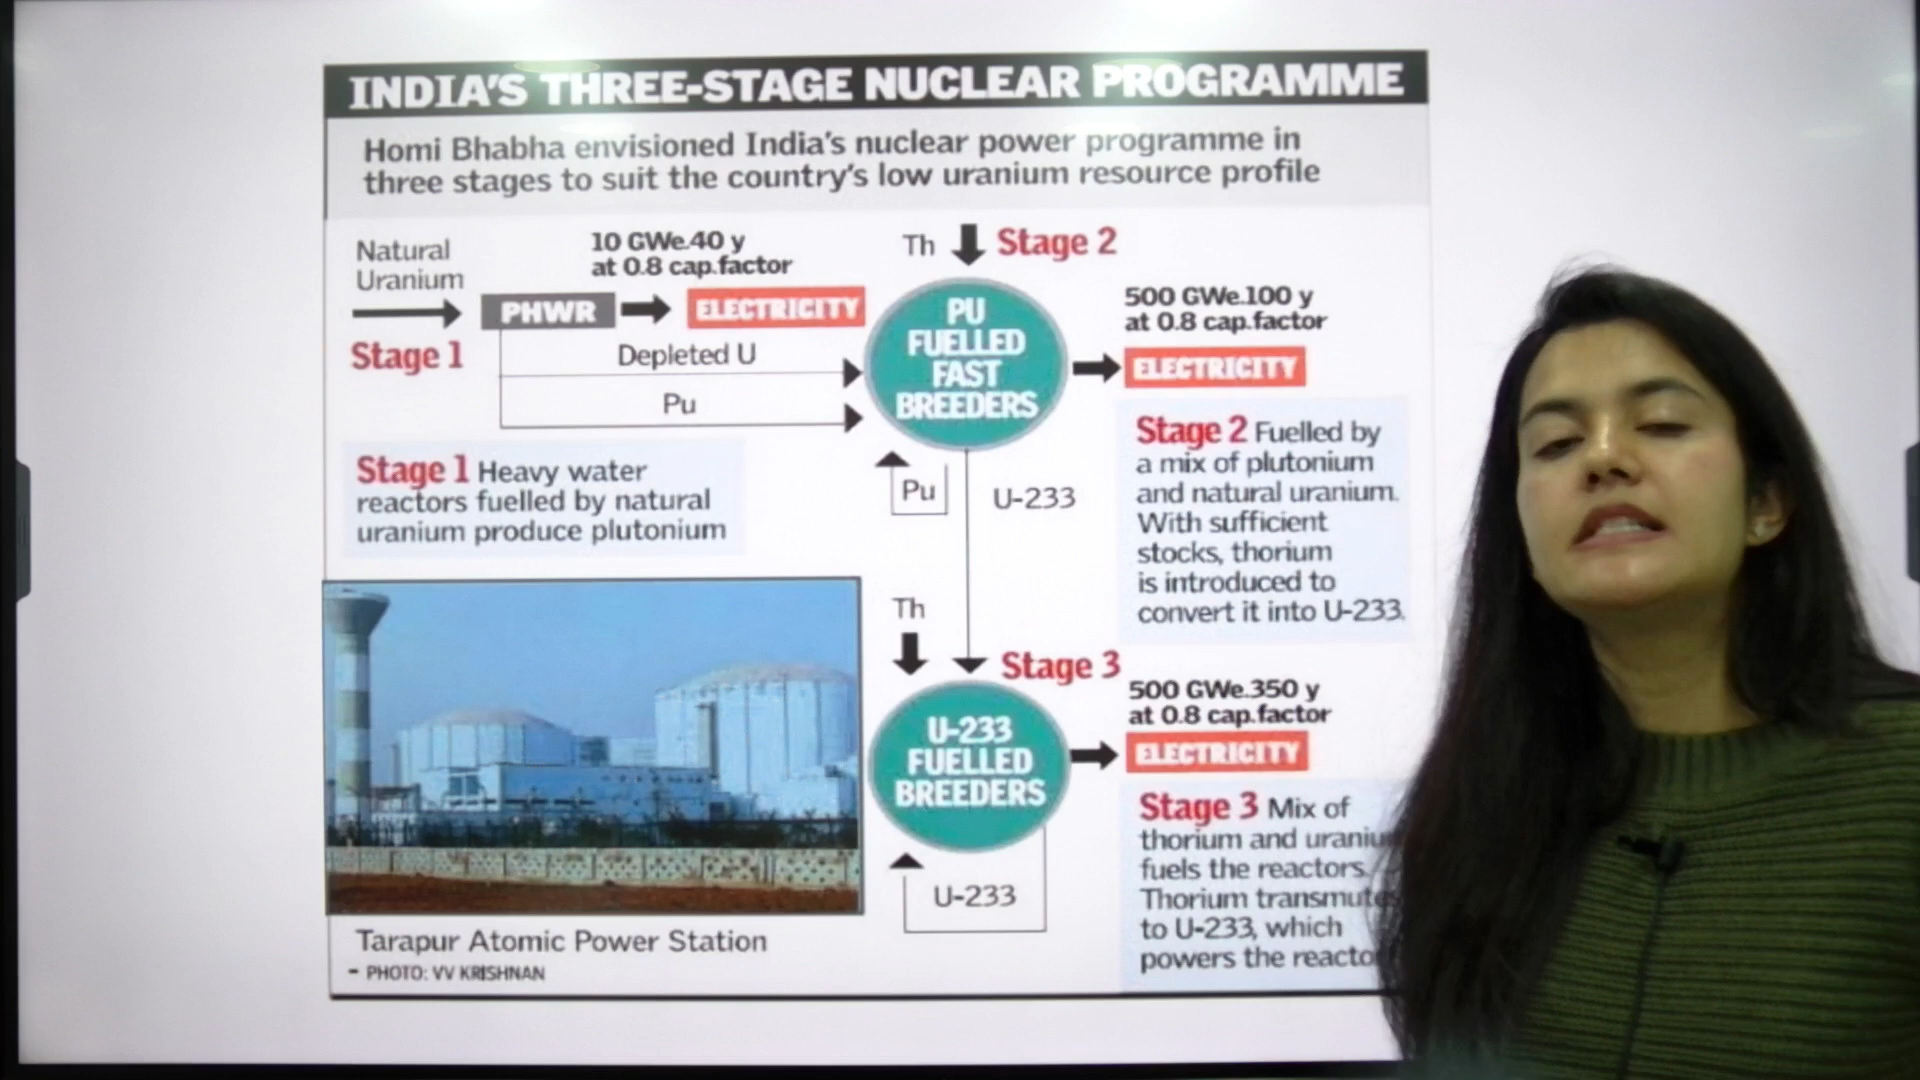 INDIA'S THREE-STAGE NUCLEAR PROGRAMME
Homi Bhabha envisioned India's nuclear power programme in
three stages to suit the country's low uranium resource profile
Natural
Uranium
10 GWe.40 y
at 0.8 cap.factor
PHWR
ELECTRICITY
Stage 1
Depleted U
Pu
Th
Stage 2
PU
FUELLED
FAST
BREEDERS
500 GWe.100 y
at 0.8 cap.factor
ELECTRICITY
Stage 1 Heavy water
reactors fuelled by natural
uranium produce plutonium
Pu
U-233
Stage 2 Fuelled by
a mix of plutonium
and natural uranium.
With sufficient
stocks, thorium
is introduced to
convert it into U-233.
Th
Stage 3
U-233
FUELLED
BREEDERS
500 GWe.350 y
at 0.8 cap.factor
ELECTRICITY
U-233
Stage 3 Mix of
thorium and uraniu
fuels the reactors.
Thorium transmutes
to U-233, which
powers the reacto
Tarapur Atomic Power Station
- PHOTO: VV KRISHNAN